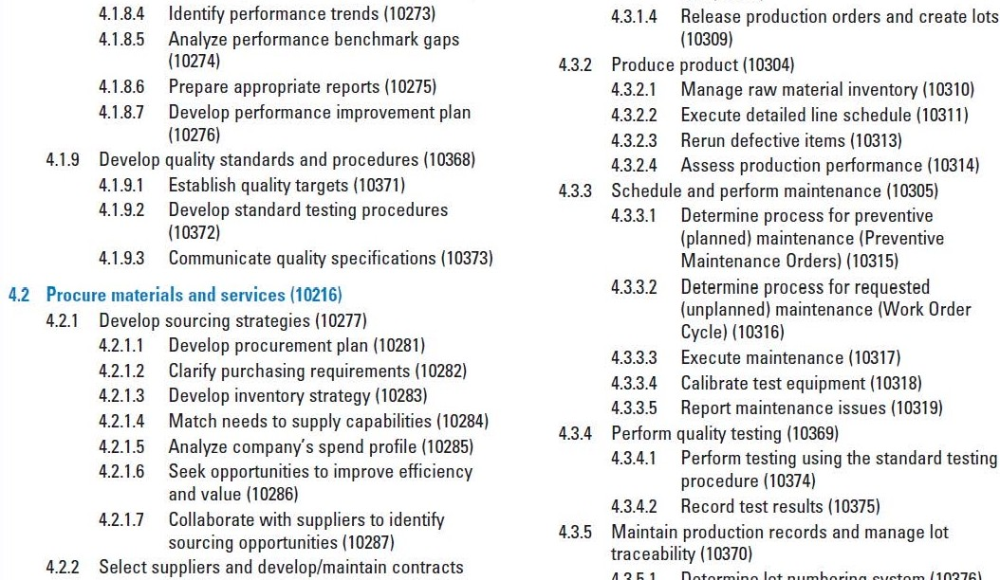 4.1.8.4 Identify performance trends (10273)
4.1.8.5 Analyze performance benchmark gaps
(10274)
4.1.8.6 Prepare appropriate reports (10275)
4.1.8.7 Develop performance improvement plan
(10276)
4.1.9 Develop quality standards and procedures (10368)
4.1.9.1 Establish quality targets (10371)
4.1.9.2 Develop standard testing procedures
(10372)
4.1.9.3 Communicate quality specifications (10373)
4.2 Procure materials and services (10216)
4.2.1 Develop sourcing strategies (10277)
4.2.1.1 Develop procurement plan (10281)
4.2.1.2 Clarify purchasing requirements (10282)
4.2.1.3 Develop inventory strategy (10283)
4.2.1.4 Match needs to supply capabilities (10284)
4.2.1.5 Analyze company's spend profile (10285)
4.2.1.6 Seek opportunities to improve efficiency
and value (10286)
4.2.1.7 Collaborate with suppliers to identify
sourcing opportunities (10287)
4.2.2 Select suppliers and develop/maintain contracts
4.3.1.4 Release production orders and create lots
(10309)
4.3.2 Produce product (10304)
4.3.2.1 Manage raw material inventory (10310)
4.3.2.2 Execute detailed line schedule (10311)
4.3.2.3 Rerun defective items (10313)
4.3.2.4 Assess production performance (10314)
4.3.3 Schedule and perform maintenance (10305)
4.3.3.1 Determine process for preventive
(planned) maintenance (Preventive
Maintenance Orders) (10315)
4.3.3.2 Determine process for requested
(unplanned) maintenance (Work Order
Cycle) (10316)
4.3.3.3 Execute maintenance (10317)
4.3.3.4 Calibrate test equipment (10318)
4.3.3.5 Report maintenance issues (10319)
4.3.4 Perform quality testing (10369)
4.3.4.1 Perform testing using the standard testing
procedure (10374)
4.3.4.2 Record test results (10375)
4.3.5 Maintain production records and manage lot
traceability (10370)
4.3.5.1 Determine lot numbering system (10376)